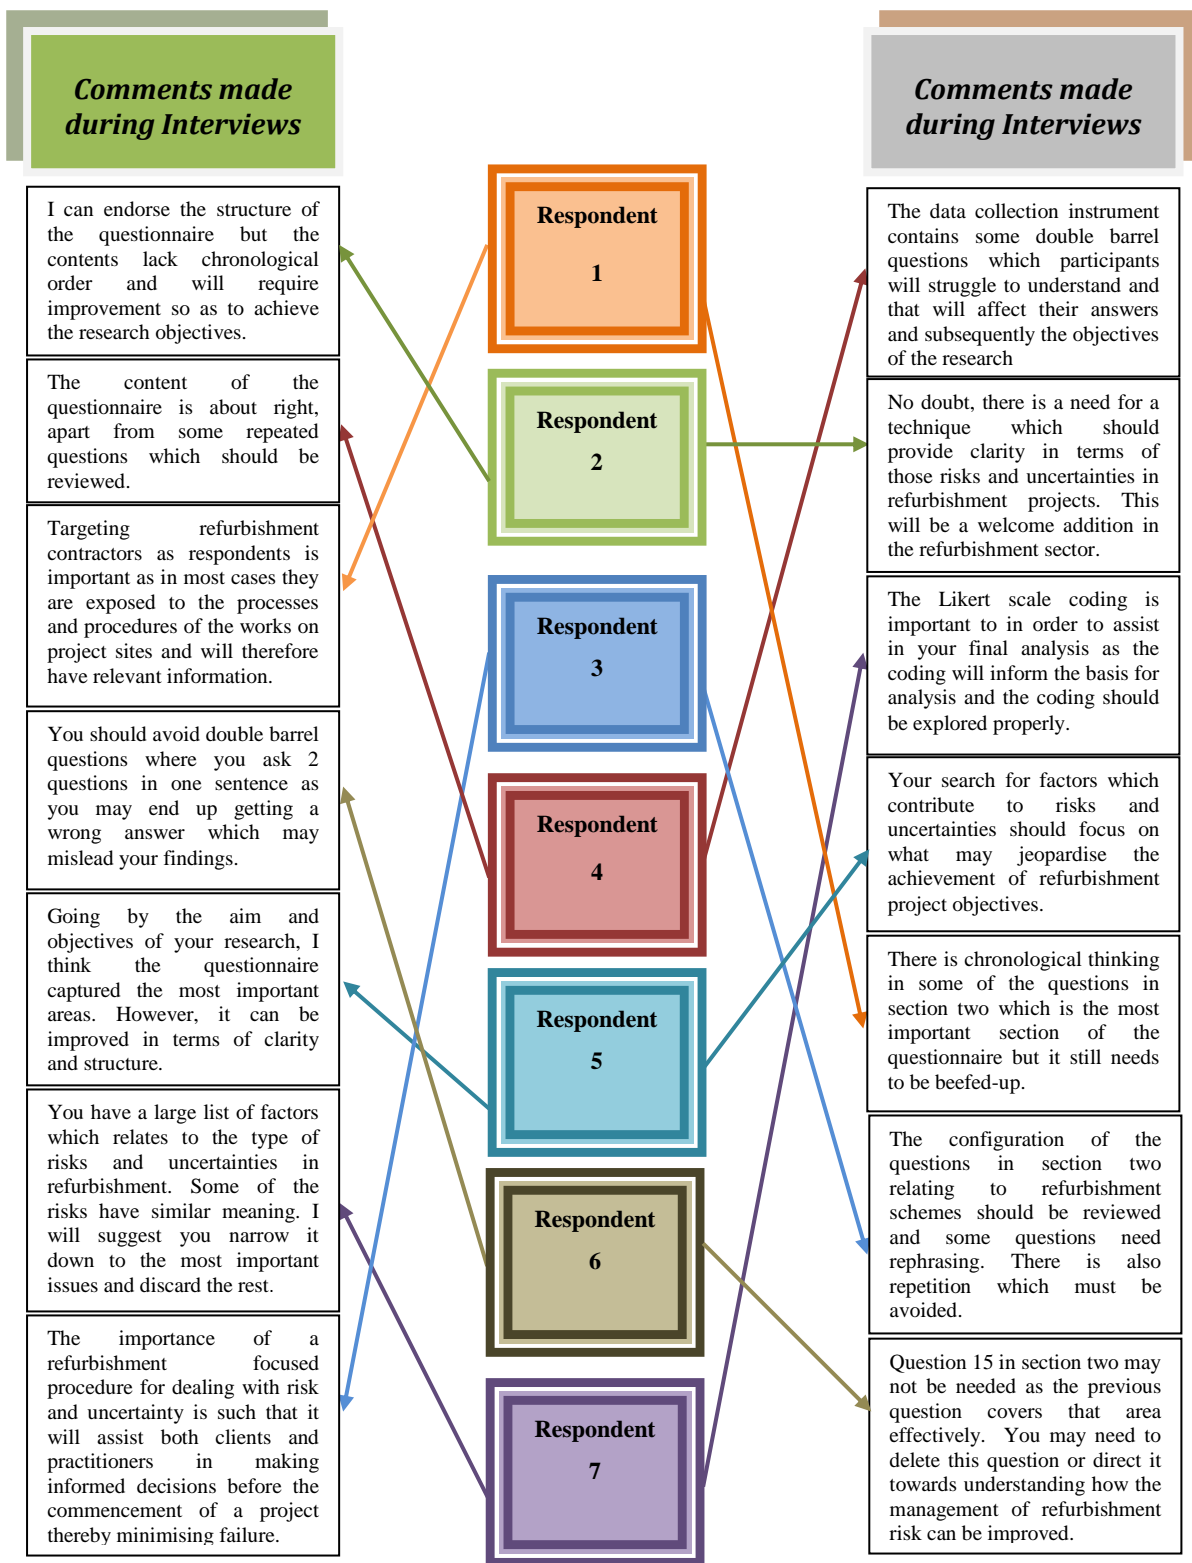 Comments made
during Interviews
I can endorse the structure of
the questionnaire but the
contents lack chronological
order and will require
improvement so as to achieve
the research objectives.
The content of the
questionnaire is about right,
apart from some repeated
questions which should be
reviewed.
Targeting refurbishment
contractors as respondents is
important as in most cases they
are exposed to the processes
and procedures of the works on
project sites and will therefore
have relevant information.
You should avoid double barrel
questions where you ask 2
questions in one sentence as
you may end up getting a
wrong answer which may
mislead your findings.
Going by the aim and
objectives of your research, I
think the questionnaire
captured the most important
areas. However, it can be
improved in terms of clarity
and structure.
You have a large list of factors
which relates to the type of
risks and uncertainties in
refurbishment. Some of the
risks have similar meaning. I
will suggest you narrow it
down to the most important
issues and discard the rest.
The importance of a
refurbishment focused
procedure for dealing with risk
and uncertainty is such that it
will assist both clients and
practitioners in making
informed decisions before the
commencement of a project
thereby minimising failure.
Respondent
1
Respondent
2
Respondent
3
Respondent
4
Respondent
5
Respondent
6
Respondent
7
Comments made
during Interviews
The data collection instrument
contains some double barrel
questions which participants
will struggle to understand and
that will affect their answers
and subsequently the objectives
of the research
No doubt, there is a need for a
technique which should
provide clarity in terms of
those risks and uncertainties in
refurbishment projects. This
will be a welcome addition in
the refurbishment sector.
The Likert scale coding is
important to in order to assist
in your final analysis as the
coding will inform the basis for
analysis and the coding should
be explored properly.
Your search for factors which
contribute to risks and
uncertainties should focus on
what may jeopardise the
achievement of refurbishment
project objectives.
There is chronological thinking
in some of the questions in
section two which is the most
important section of the
questionnaire but it still needs
to be beefed-up.
The configuration of the
questions in section two
relating to refurbishment
schemes should be reviewed
and some questions need
rephrasing. There is also
repetition which must be
avoided.
Question 15 in section two may
not be needed as the previous
question covers that area
effectively. You may need to
delete this question or direct it
towards understanding how the
management of refurbishment
risk can be improved.